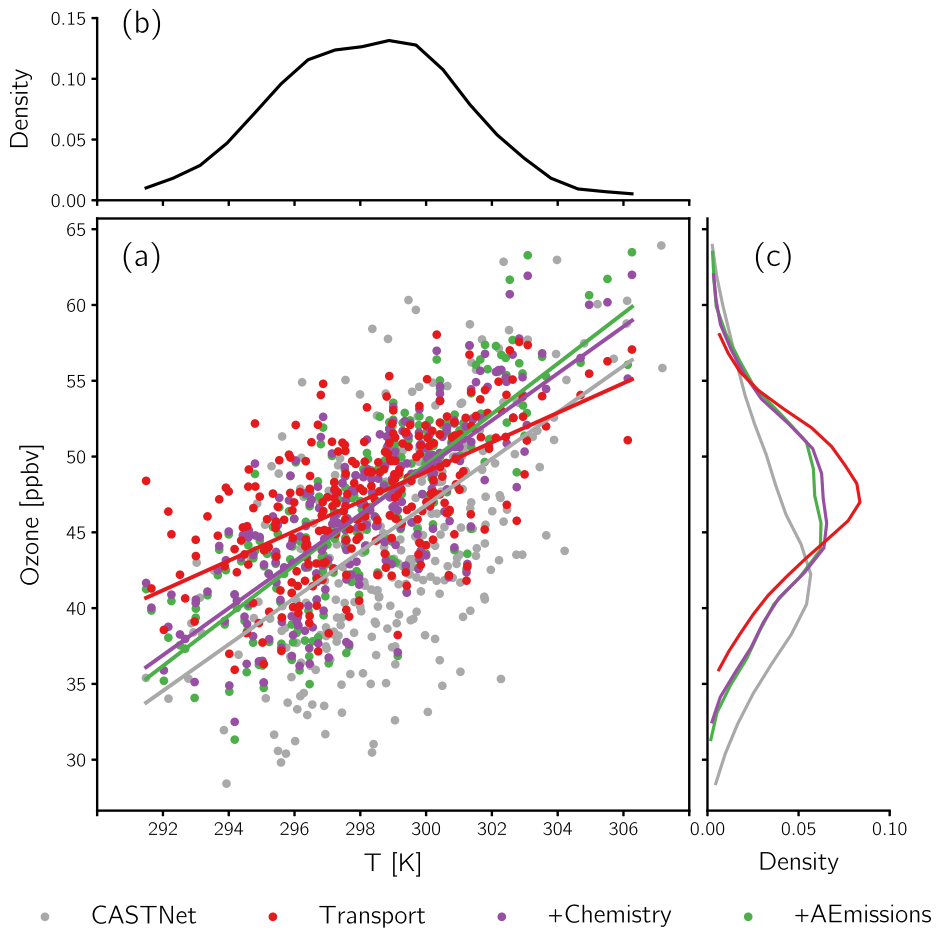 0.15
(b)
0.10
Density
0.05
0.00
65
(a)
(c)
60
55
50
Ozone [ppbv]
45
40
35
30
292 294 296 298 300 302 304 306
0.00 0.05 0.10
T [K]
Density
CASTNet Transport +Chemistry +AEmissions